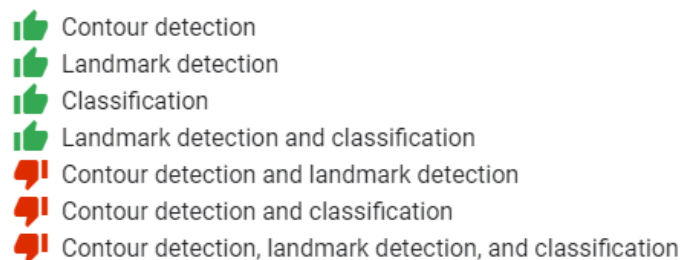 Contour detection
Landmark detection
Classification
Landmark detection and classification
Contour detection and landmark detection
Contour detection and classification
Contour detection, landmark detection, and classification